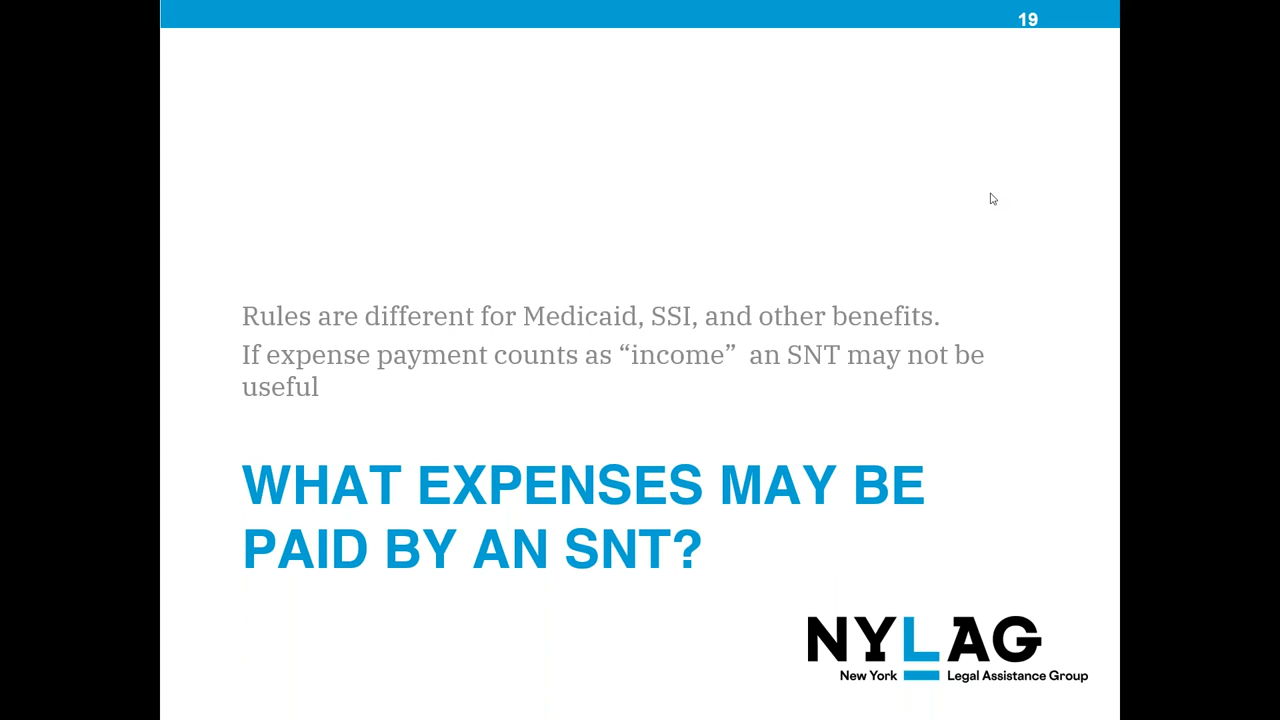 19
Rules are different for Medicaid, SSI, and other benefits.
If expense payment counts as “income”  an SNT may not be
useful
WHAT EXPENSES MAY BE
PAID BY AN SNT?
NYLAG
New York Legal Assistance Group